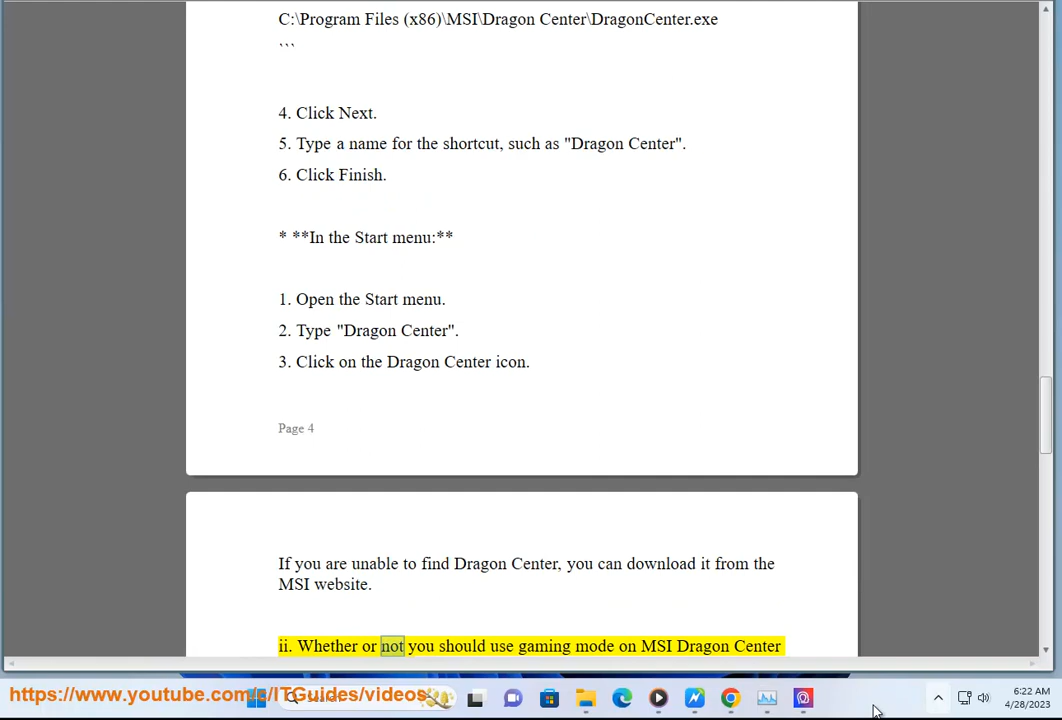 C:\Program Files (x86)\MSI\Dragon Center\DragonCenter.exe
```
4. Click Next.
5. Type a name for the shortcut, such as "Dragon Center".
6. Click Finish.
* **In the Start menu:**
1. Open the Start menu.
2. Type "Dragon Center".
3. Click on the Dragon Center icon.
Page 4
If you are unable to find Dragon Center, you can download it from the
MSI website.
ii. Whether or not you should use gaming mode on MSI Dragon Center
https://www.youtube.com/c/ITGuides/videos
Search
6:22 AM
4/28/2023